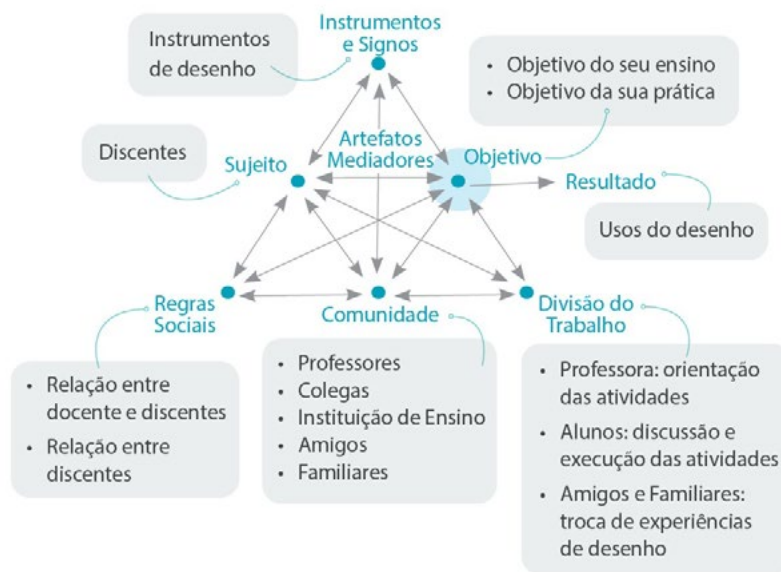 Instrumentos
e Signos
Instrumentos
de desenho
• Objetivo do seu ensino
• Objetivo da sua prática
Discentes
Sujeito
Artefatos
Mediadores
Objetivo
Resultado
Usos do desenho
Regras
Sociais
Comunidade
Divisão do
Trabalho
• Relação entre
docente e discentes
• Relação entre
discentes
• Professores
• Colegas
• Instituição de Ensino
• Amigos
• Familiares
• Professora: orientação
das atividades
• Alunos: discussão e
execução das atividades
• Amigos e Familiares:
troca de experiências
de desenho